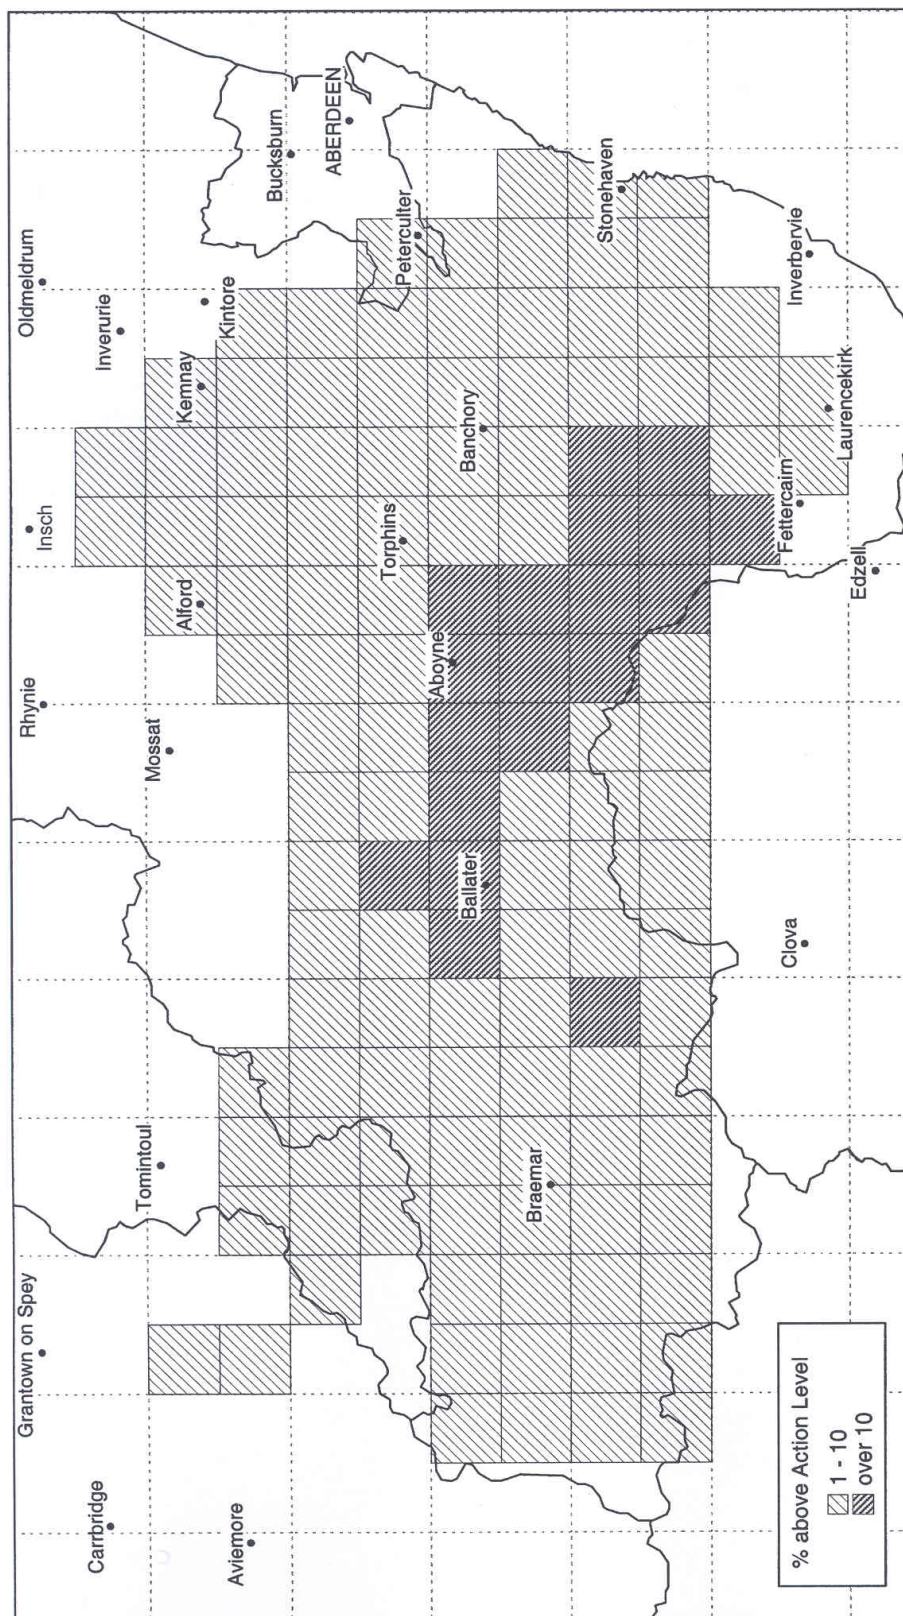 Grantown on Spey
Rhynie
Insch
Oldmeldrum
Carrbridge
Inverurie
Tomintoul
Mossat
Alford
Kemnay
Kintore
Aviemore
Bucksburn
ABERDEEN
Torphins
Peterculter
Aboyne
Ballater
Banchory
Braemar
Stonehaven
Clova
Fettercairn
Inverbervie
Laurencekirk
Edzell
% above Action Level
1 - 10
over 10